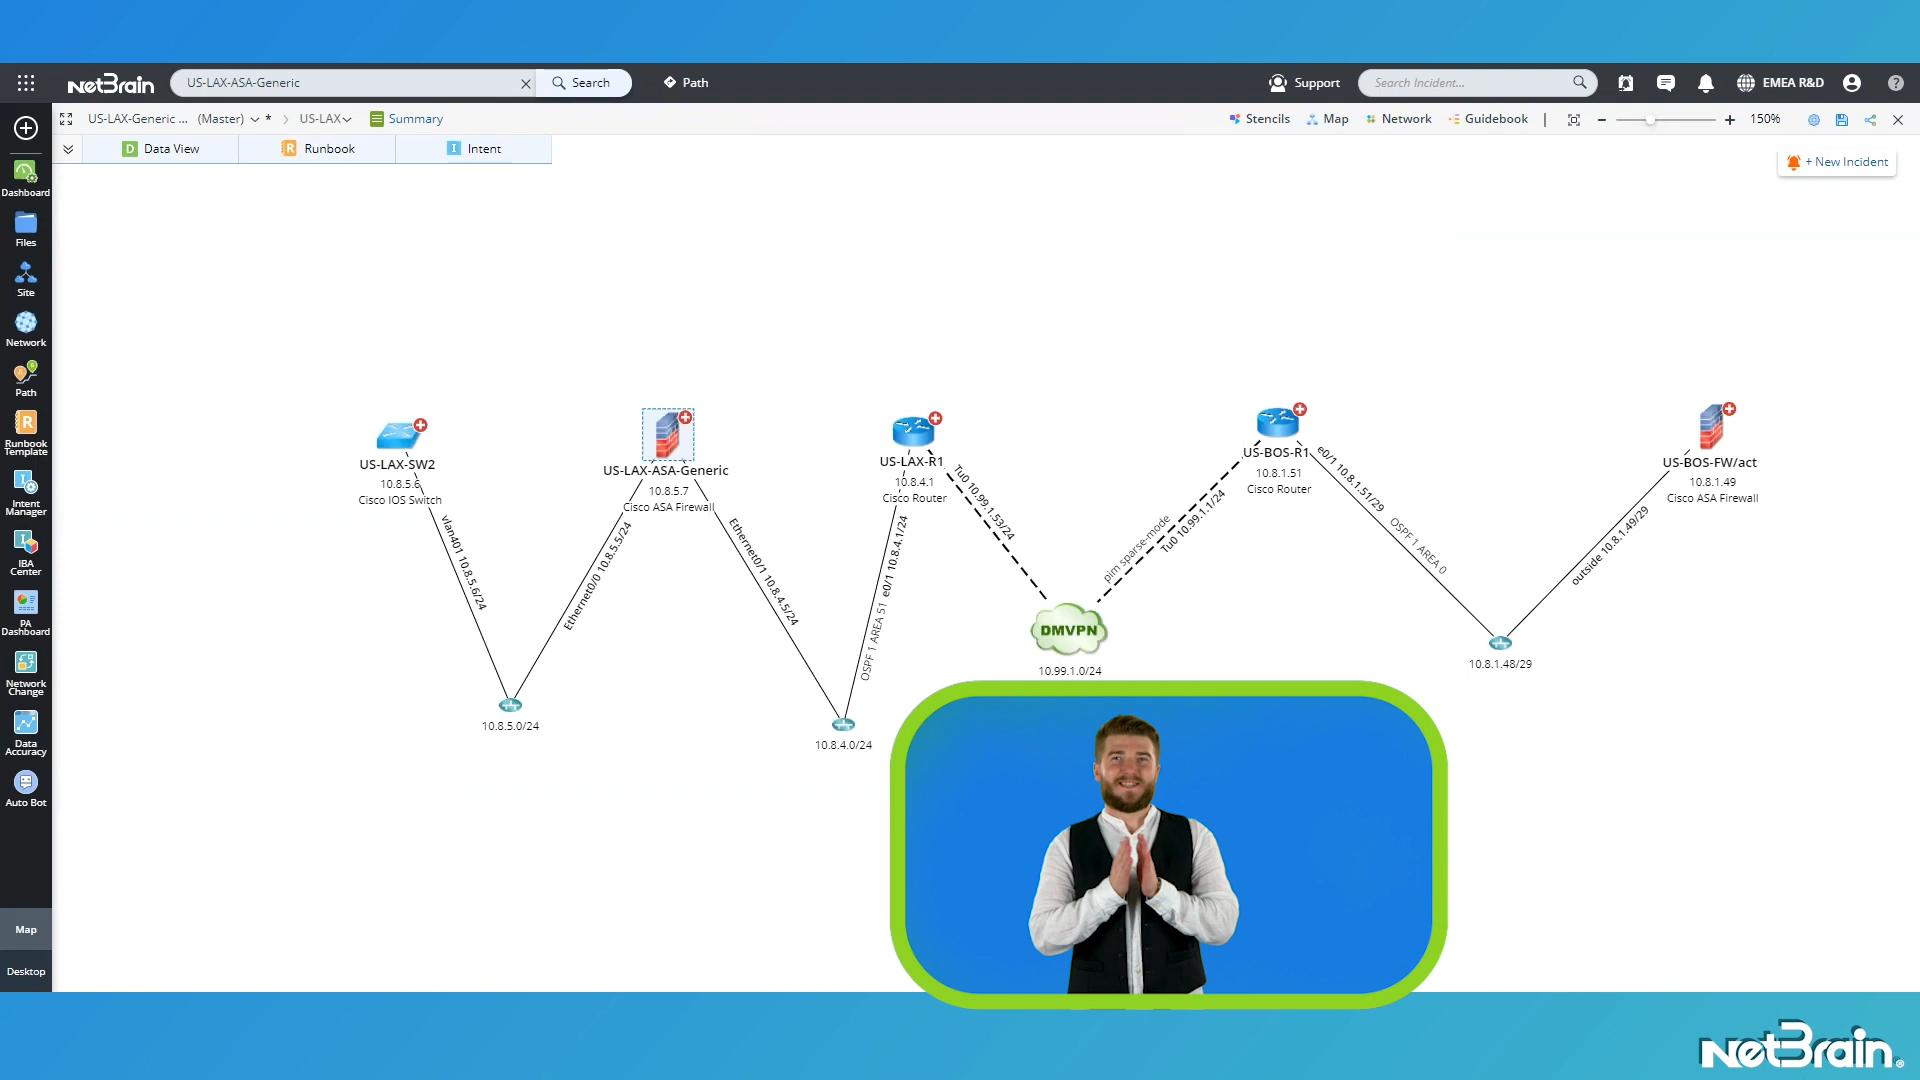 NetBrain
US-LAX-ASA-Generic
Search
Path
Support
Search Incident...
EMEA R&D
US-LAX-Generic ... (Master) * > US-LAX
Summary
Stencils
Map
Network
Guidebook
150%
Data View
Runbook
Intent
+ New Incident
Dashboard
Files
Site
Network
Path
Runbook
Template
Intent
Manager
IBA
Center
PA
Dashboard
Network
Change
Data
Accuracy
Auto Bot
Map
Desktop
US-LAX-SW2
10.8.5.6
Cisco IOS Switch
vlan401 10.8.5.6/24
10.8.5.0/24
US-LAX-ASA-Generic
10.8.5.7
Cisco ASA Firewall
Ethernet0/0 10.8.5.5/24
Ethernet0/1 10.8.4.5/24
10.8.4.0/24
US-LAX-R1
10.8.4.1
Cisco Router
OSPF 1 AREA 51 e0/1 10.8.4.1/24
Tu0 10.99.1.53/24
DMVPN
10.99.1.0/24
pim sparse-mode
Tu0 10.99.1.1/24
US-BOS-R1
10.8.1.51
Cisco Router
e0/1 10.8.1.51/29
OSPF 1 AREA 0
10.8.1.48/29
outside 10.8.1.49/29
US-BOS-FW/act
10.8.1.49
Cisco ASA Firewall
NetBrain®